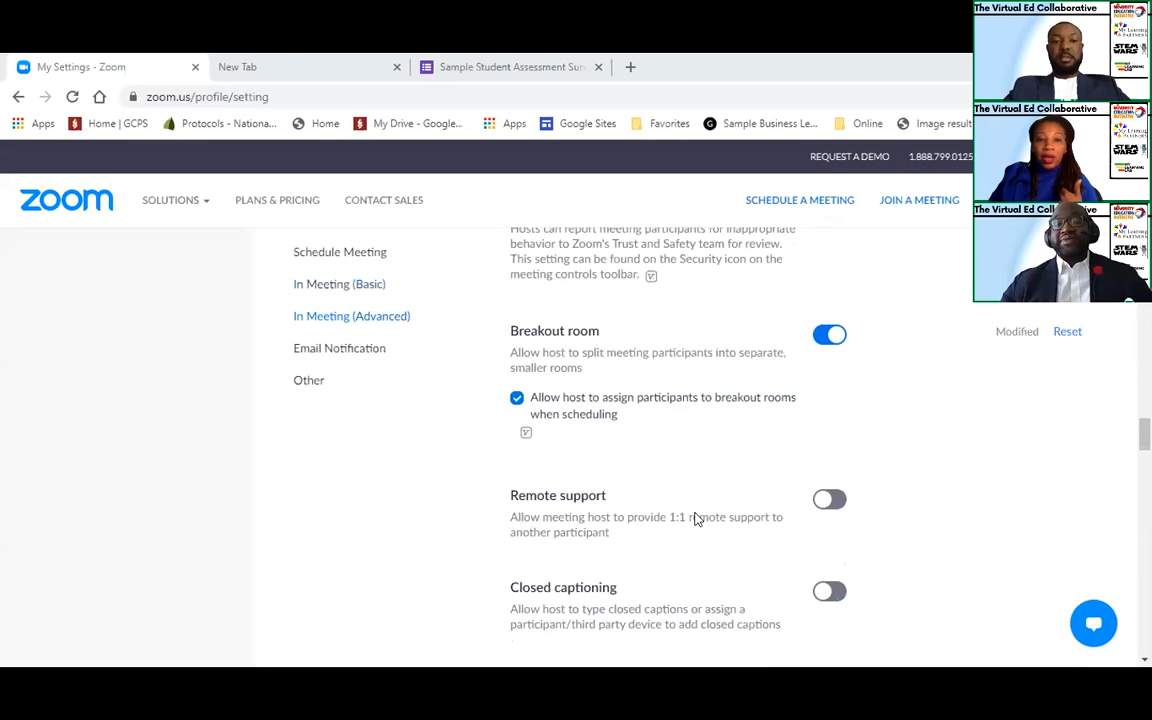 The Virtual Ed Collaborative
My Settings - Zoom
New Tab
Sample Student Assessment Sur
zoom.us/profile/setting
Apps
Home | GCPS
Protocols - Nationa...
Home
My Drive - Google...
Apps
Google Sites
Favorites
Sample Business Le...
Online
Image result
The Virtual Ed Collaborative
REQUEST A DEMO
1.888.799.0125
zoom
SOLUTIONS
PLANS & PRICING
CONTACT SALES
SCHEDULE A MEETING
JOIN A MEETING
The Virtual Ed Collaborative
Schedule Meeting
In Meeting (Basic)
In Meeting (Advanced)
Email Notification
Other
Hosts can report meeting participants for inappropriate
behavior to Zoom's Trust and Safety team for review.
This setting can be found on the Security icon on the
meeting controls toolbar.
Breakout room
Modified
Reset
Allow host to split meeting participants into separate,
smaller rooms
Allow host to assign participants to breakout rooms
when scheduling
Remote support
Allow meeting host to provide 1:1 remote support to
another participant
Closed captioning
Allow host to type closed captions or assign a
participant/third party device to add closed captions